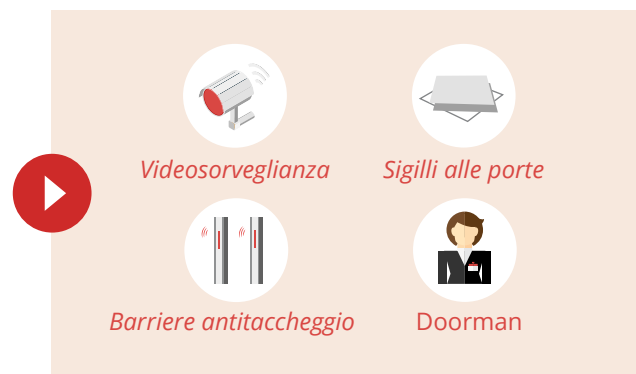 Videosorveglianza
Sigilli alle porte
Barriere antitaccheggio
Doorman